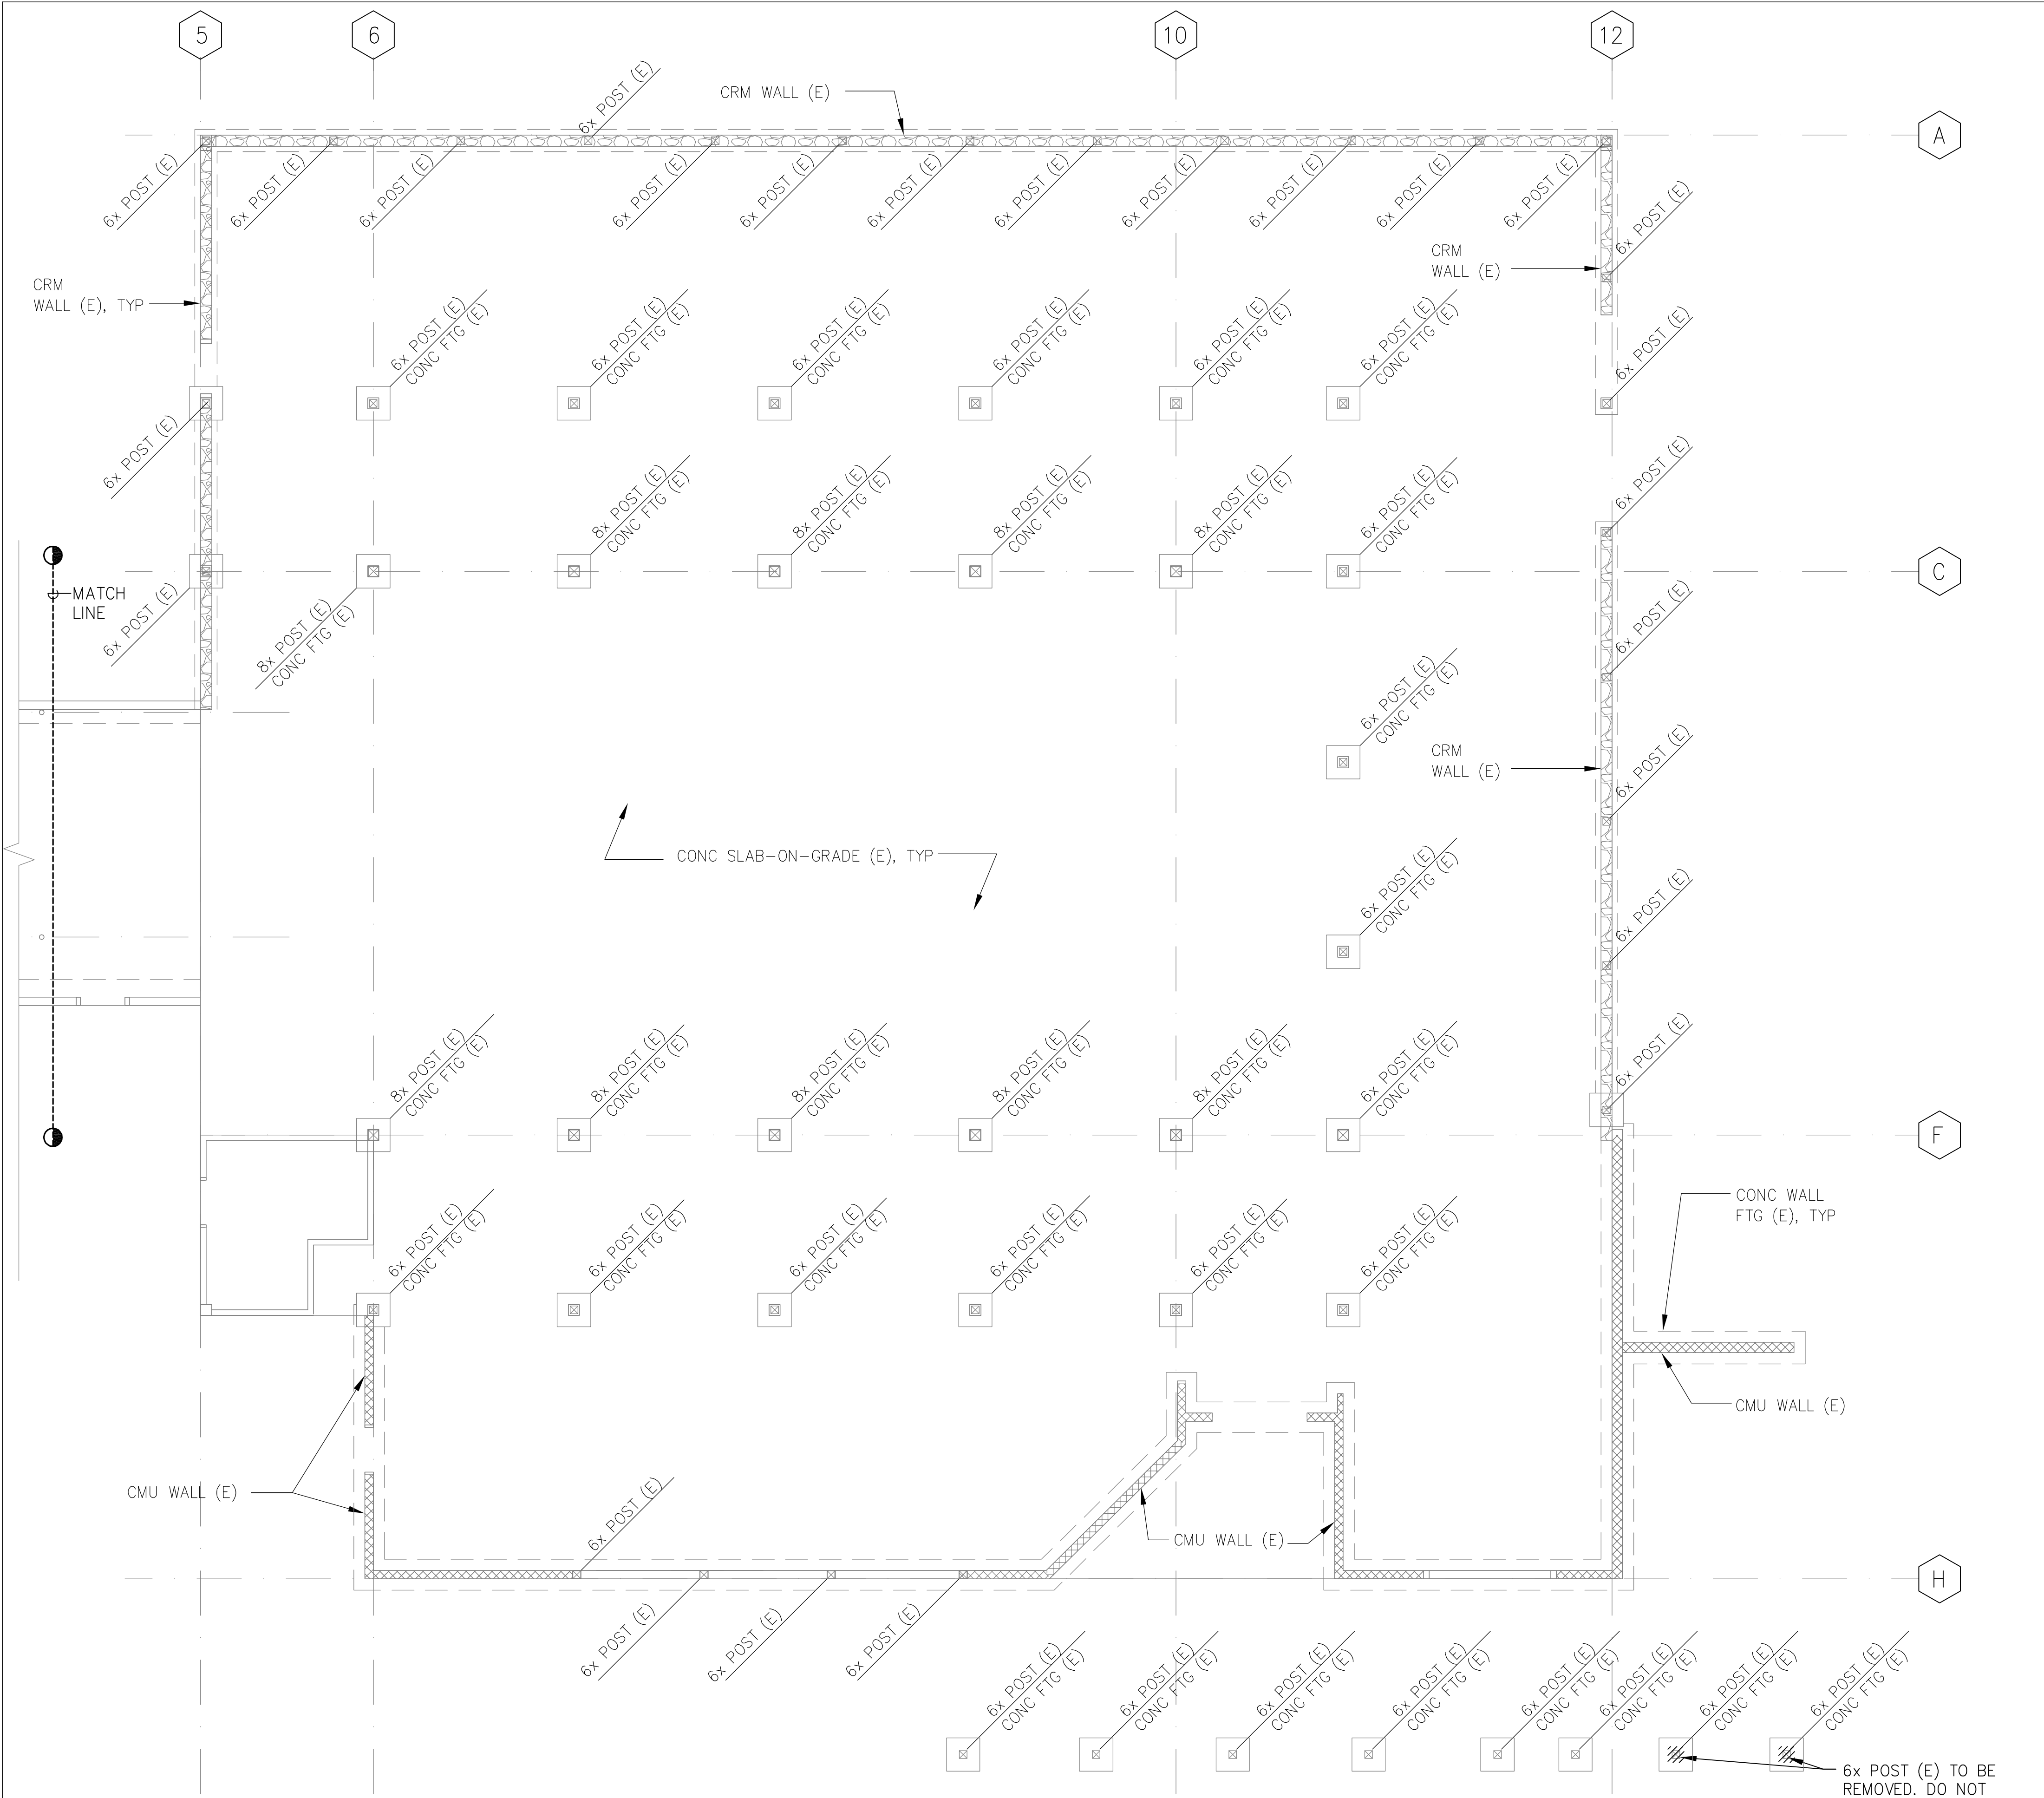 5
6
10
12
6x POST (E)
CRM WALL (E)
A
6x POST (E)
6x POST (E)
6x POST (E)
6x POST (E)
6x POST (E)
6x POST (E)
6x POST (E)
6x POST (E)
6x POST (E)
6x POST (E)
6x POST (E)
6x POST (E)
CRM
WALL (E)
CRM
WALL (E), TYP
6x POST (E)
CONC FTG (E)
6x POST (E)
CONC FTG (E)
6x POST (E)
CONC FTG (E)
6x POST (E)
CONC FTG (E)
6x POST (E)
CONC FTG (E)
6x POST (E)
CONC FTG (E)
6x POST (E)
6x POST (E)
8x POST (E)
CONC FTG (E)
8x POST (E)
CONC FTG (E)
8x POST (E)
CONC FTG (E)
8x POST (E)
CONC FTG (E)
6x POST (E)
CONC FTG (E)
6x POST (E)
C
MATCH
LINE
6x POST (E)
8x POST (E)
CONC FTG (E)
6x POST (E)
6x POST (E)
CONC FTG (E)
CRM
WALL (E)
6x POST (E)
CONC SLAB-ON-GRADE (E), TYP
6x POST (E)
CONC FTG (E)
6x POST (E)
8x POST (E)
CONC FTG (E)
8x POST (E)
CONC FTG (E)
8x POST (E)
CONC FTG (E)
8x POST (E)
CONC FTG (E)
8x POST (E)
CONC FTG (E)
6x POST (E)
CONC FTG (E)
6x POST (E)
F
6x POST (E)
CONC FTG (E)
6x POST (E)
CONC FTG (E)
6x POST (E)
CONC FTG (E)
6x POST (E)
CONC FTG (E)
6x POST (E)
CONC FTG (E)
6x POST (E)
CONC FTG (E)
CONC WALL
FTG (E), TYP
CMU WALL (E)
CMU WALL (E)
6x POST (E)
CMU WALL (E)
H
6x POST (E)
6x POST (E)
6x POST (E)
6x POST (E)
CONC FTG (E)
6x POST (E)
CONC FTG (E)
6x POST (E)
CONC FTG (E)
6x POST (E)
CONC FTG (E)
6x POST (E)
CONC FTG (E)
6x POST (E)
CONC FTG (E)
6x POST (E)
CONC FTG (E)
6x POST (E)
CONC FTG (E)
6x POST (E) TO BE
REMOVED. DO NOT